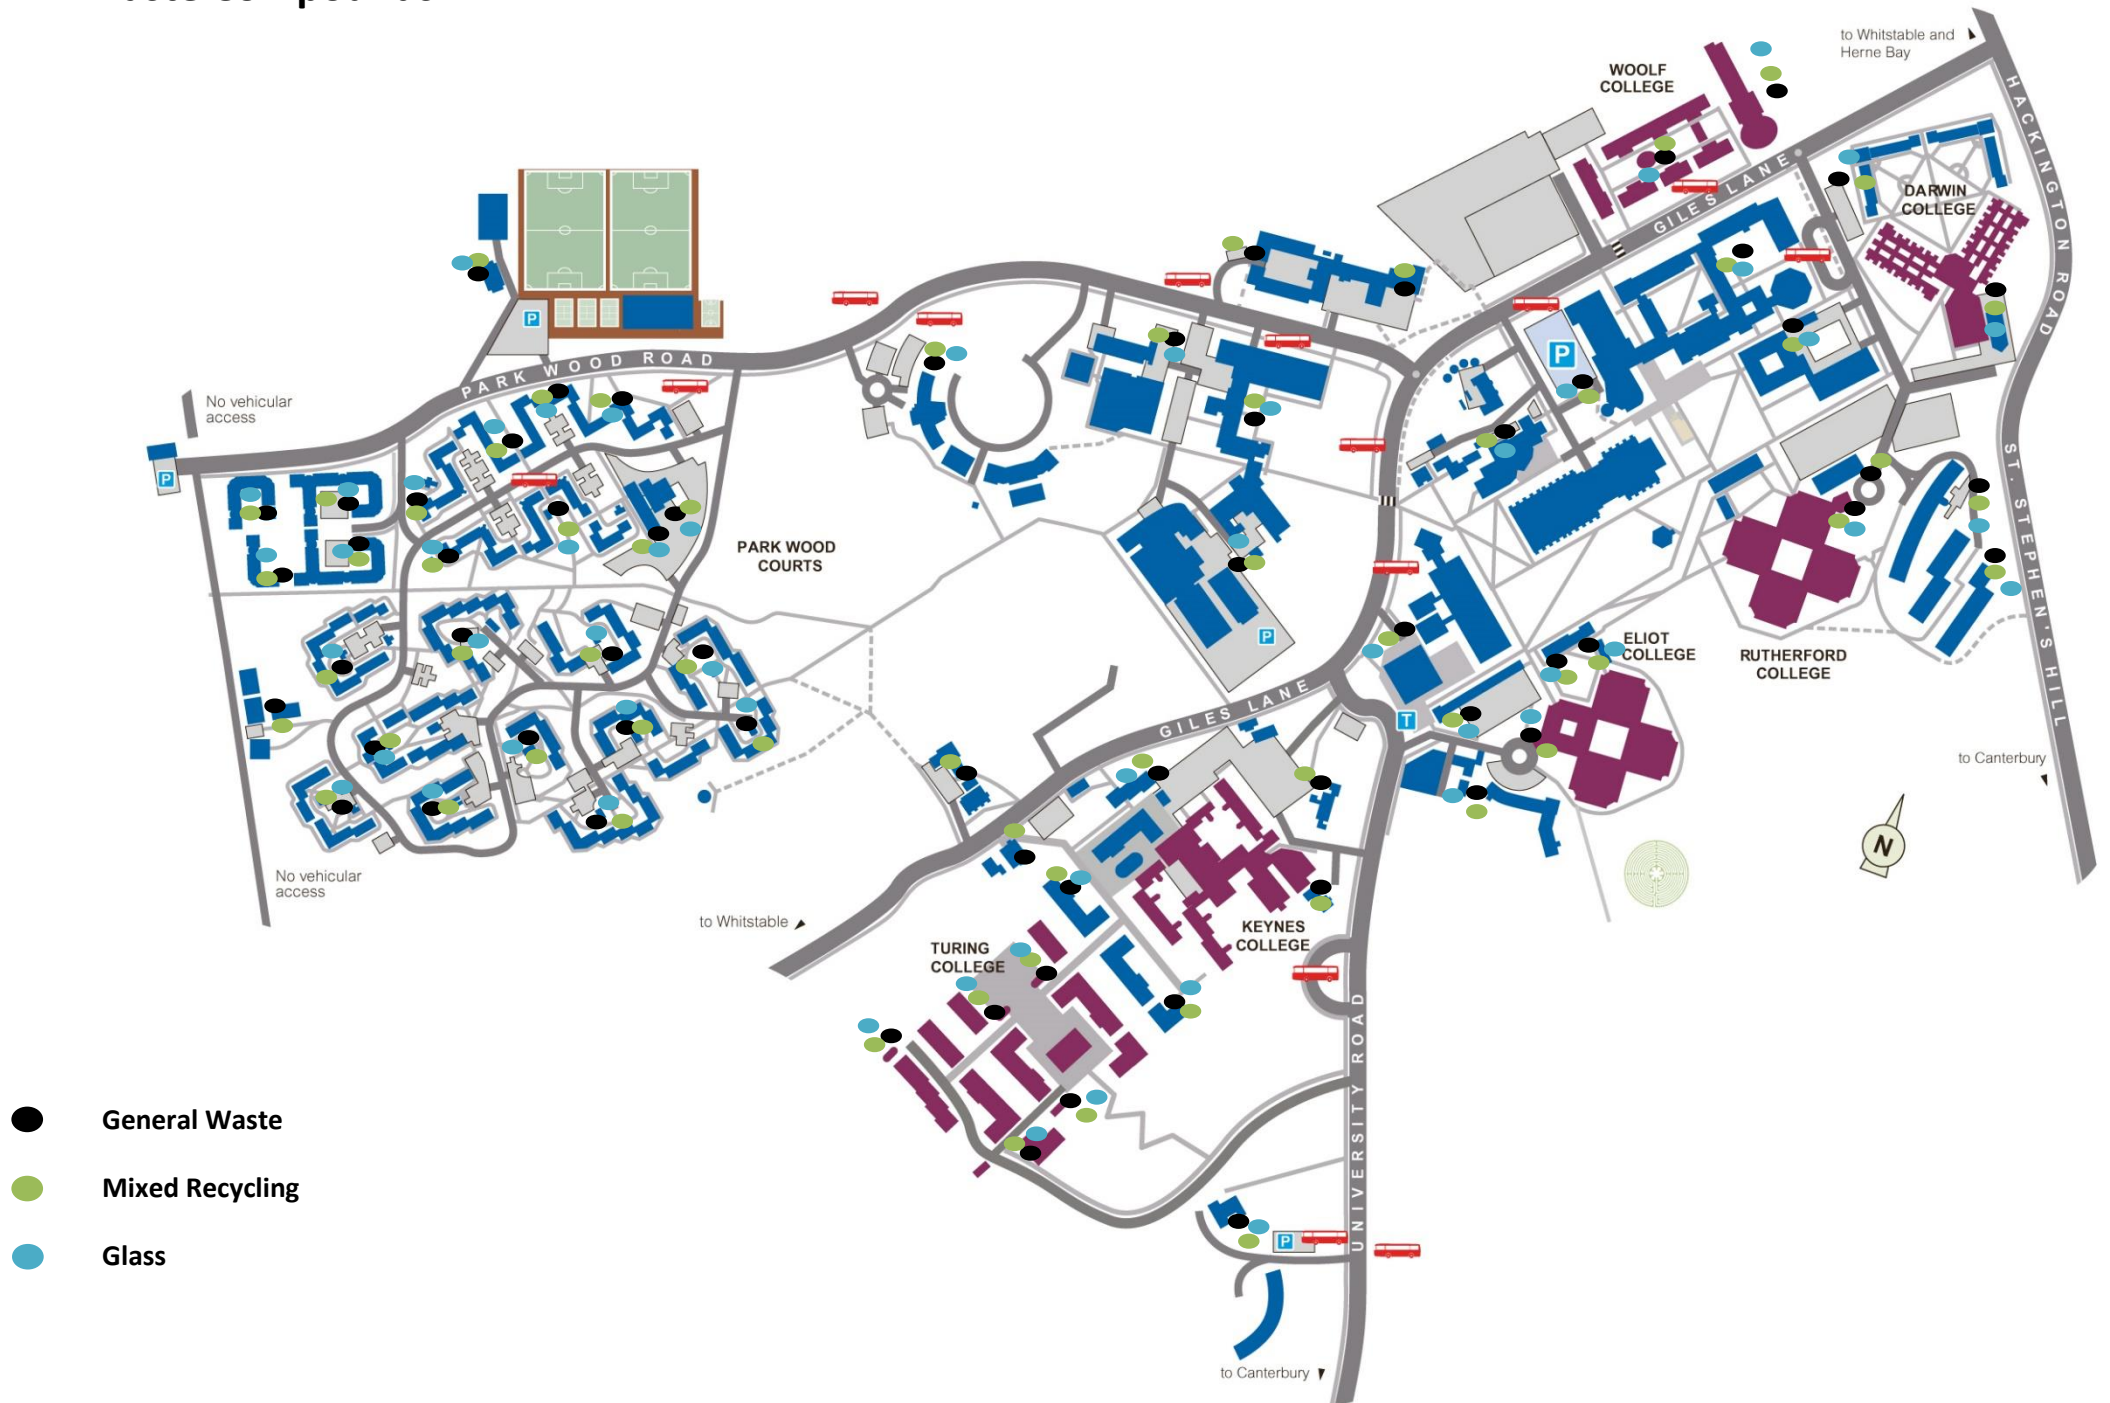 to Whitstable and
Herne Bay
WOOLF
COLLEGE
HACKINGTON ROAD
GILES LANE
DARWIN
COLLEGE
P
PARK WOOD ROAD
P
No vehicular
access
P
ST. STEPHEN'S HILL
PARK WOOD
COURTS
P
ELIOT
COLLEGE
RUTHERFORD
COLLEGE
GILES LANE
T
to Canterbury
N
No vehicular
access
to Whitstable
KEYNES
COLLEGE
TURING
COLLEGE
UNIVERSITY ROAD
General Waste
Mixed Recycling
Glass
P
to Canterbury